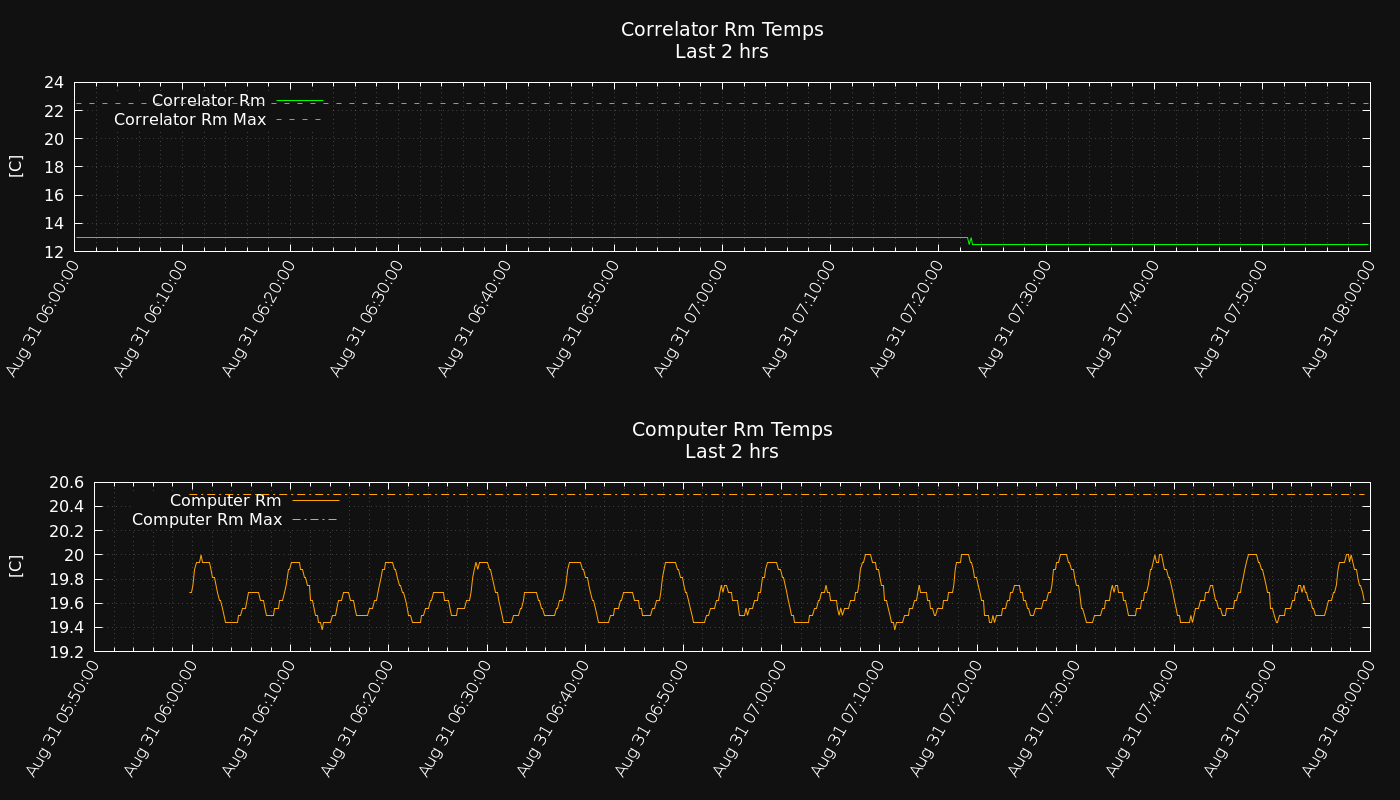 Correlator Rm Temps
Last 2 hrs
24
22
20
18
16
14
12
[C]
Correlator Rm
Correlator Rm Max
Aug 31 06:00:00
Aug 31 06:10:00
Aug 31 06:20:00
Aug 31 06:30:00
Aug 31 06:40:00
Aug 31 06:50:00
Aug 31 07:00:00
Aug 31 07:10:00
Aug 31 07:20:00
Aug 31 07:30:00
Aug 31 07:40:00
Aug 31 07:50:00
Aug 31 08:00:00
Computer Rm Temps
Last 2 hrs
20.6
20.4
20.2
20
19.8
19.6
19.4
19.2
[C]
Computer Rm
Computer Rm Max
Aug 31 05:50:00
Aug 31 06:00:00
Aug 31 06:10:00
Aug 31 06:20:00
Aug 31 06:30:00
Aug 31 06:40:00
Aug 31 06:50:00
Aug 31 07:00:00
Aug 31 07:10:00
Aug 31 07:20:00
Aug 31 07:30:00
Aug 31 07:40:00
Aug 31 07:50:00
Aug 31 08:00:00